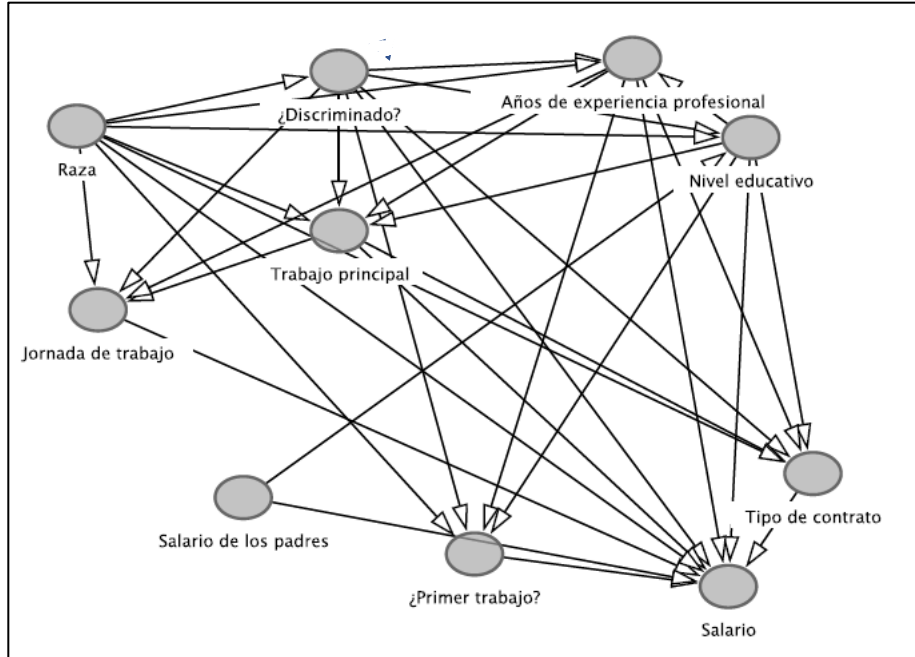 ¿Discriminado?
Años de experiencia profesional
Raza
Nivel educativo
Trabajo principal
Jornada de trabajo
Tipo de contrato
Salario de los padres
¿Primer trabajo?
Salario